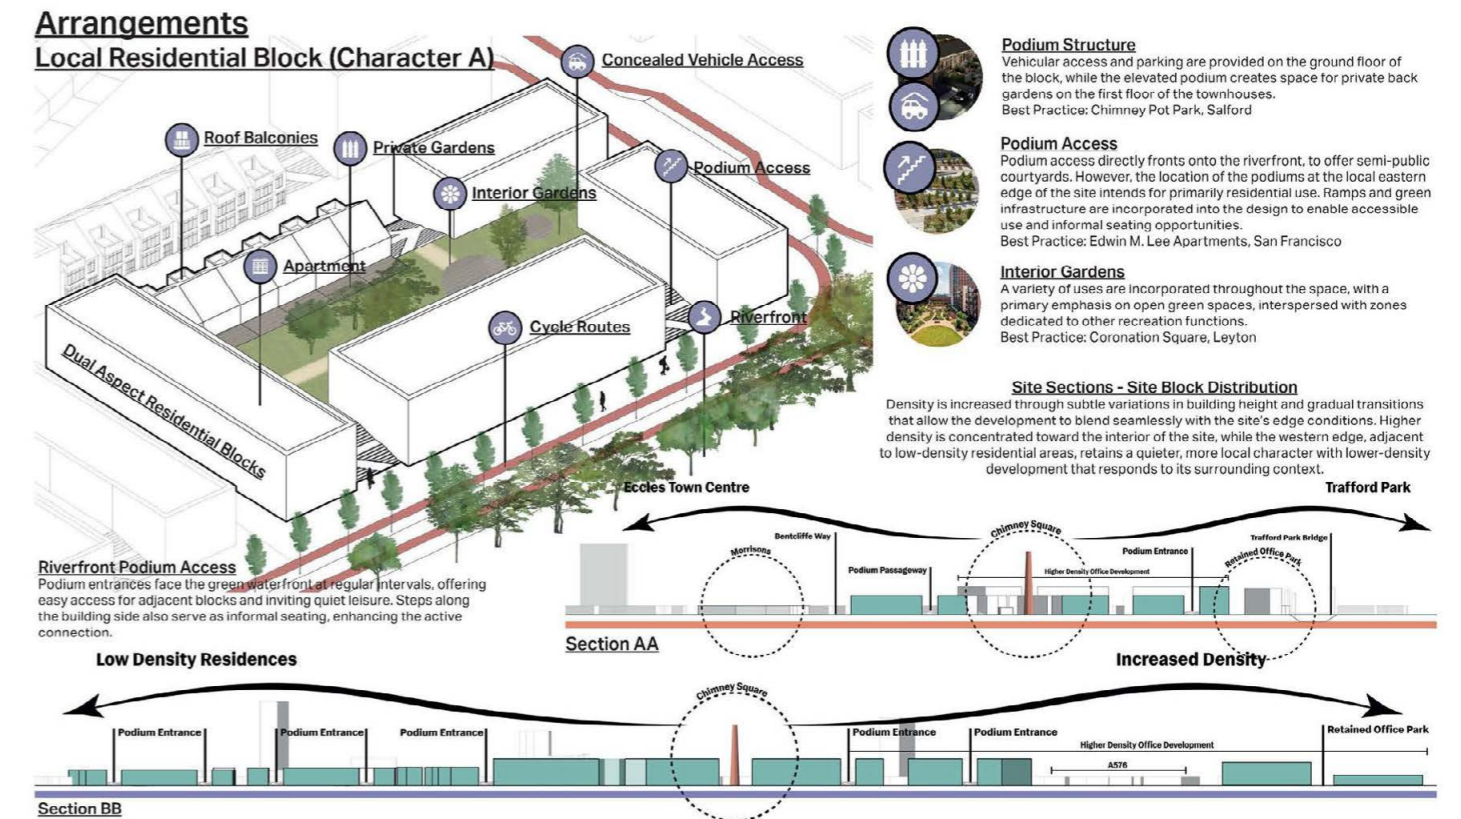 Arrangements
Local Residential Block (Character A)
Concealed Vehicle Access
Roof Balconies
Private Gardens
Podium Access
Interior Gardens
Apartment
Cycle Routes
Riverfront
Dual Aspect Residential Blocks
Riverfront Podium Access
Podium entrances face the green waterfront at regular intervals, offering
easy access for adjacent blocks and inviting quiet leisure. Steps along
the building side also serve as informal seating, enhancing the active
connection.
Podium Structure
Vehicular access and parking are provided on the ground floor of
the block, while the elevated podium creates space for private back
gardens on the first floor of the townhouses.
Best Practice: Chimney Pot Park, Salford
Podium Access
Podium access directly fronts onto the riverfront, to offer semi-public
courtyards. However, the location of the podiums at the local eastern
edge of the site intends for primarily residential use. Ramps and green
infrastructure are incorporated into the design to enable accessible
use and informal seating opportunities.
Best Practice: Edwin M. Lee Apartments, San Francisco
Interior Gardens
A variety of uses are incorporated throughout the space, with a
primary emphasis on open green spaces, interspersed with zones
dedicated to other recreation functions.
Best Practice: Coronation Square, Leyton
Site Sections - Site Block Distribution
Density is increased through subtle variations in building height and gradual transitions
that allow the development to blend seamlessly with the site's edge conditions. Higher
density is concentrated toward the interior of the site, while the western edge, adjacent
to low-density residential areas, retains a quieter, more local character with lower-density
development that responds to its surrounding context.
Eccles Town Centre
Trafford Park
Chimney Square
Bentcliffe Way
Trafford Park Bridge
Morrisons
Podium Entrance
Retained Office Park
Podium Passageway
Higher Density Office Development
Section AA
Low Density Residences
Increased Density
Chimney Square
Podium Entrance
Podium Entrance
Podium Entrance
Podium Entrance
Podium Entrance
Retained Office Park
Higher Density Office Development
A576
Section BB